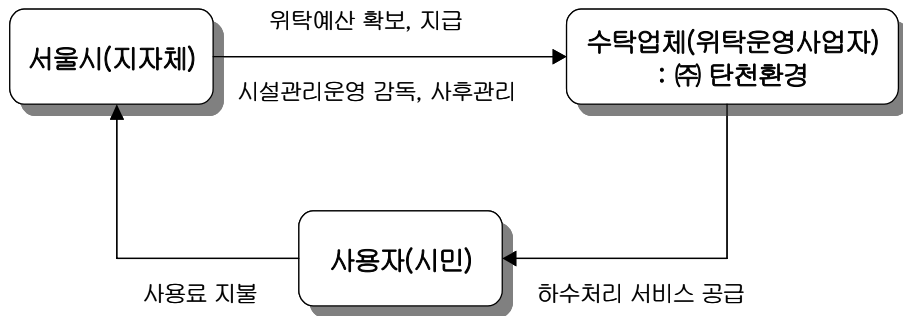 위탁예산 확보, 지급
서울시(지자체)
수탁업체(위탁운영사업자)
: ㈜ 탄천환경
시설관리운영 감독, 사후관리
사용자(시민)
사용료 지불
하수처리 서비스 공급